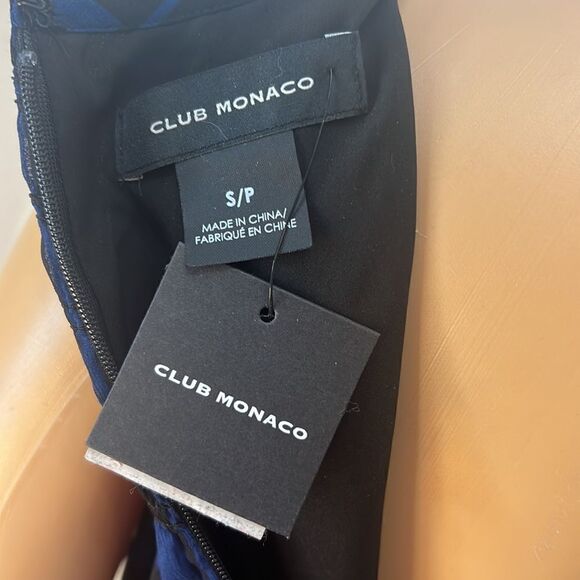 CLUB MONACO
S/P
MADE IN CHINA/
FABRIQUÉ EN CHINE
CLUB MONACO